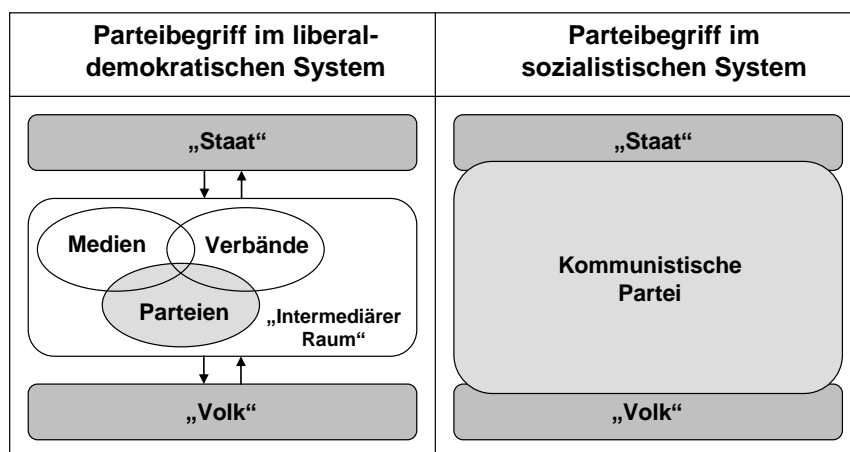 Parteibegriff im liberal-
demokratischen System
Parteibegriff im
sozialistischen System
„Staat“
Medien
Verbände
Parteien
„Intermediärer
Raum“
„Volk“
„Staat“
Kommunistische
Partei
„Volk“